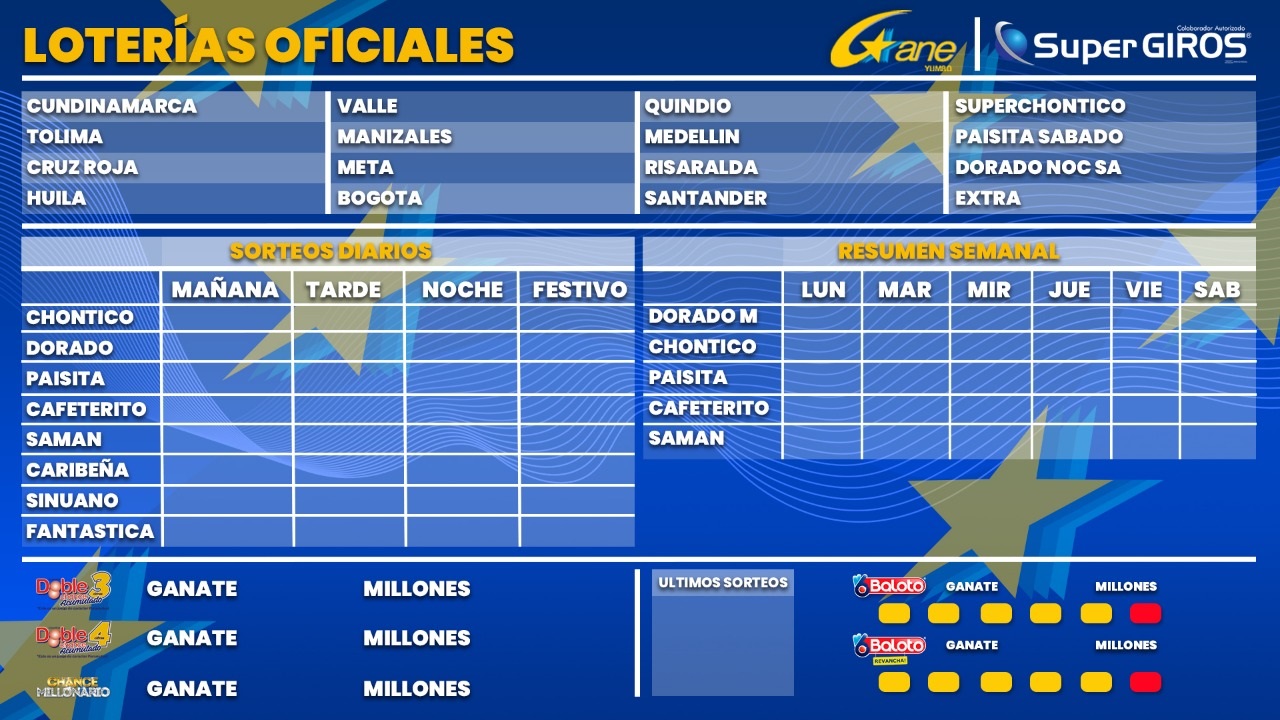 LOTERÍAS OFICIALES
Gane YUMBO
Colaborador Autorizado
SuperGIROS
CUNDINAMARCA VALLE QUINDIO SUPERCHONTICO
TOLIMA MANIZALES MEDELLIN PAISITA SABADO
CRUZ ROJA META RISARALDA DORADO NOC SA
HUILA BOGOTA SANTANDER EXTRA
SORTEOS DIARIOS
MAÑANA TARDE NOCHE FESTIVO
CHONTICO
DORADO
PAISITA
CAFETERITO
SAMAN
CARIBEÑA
SINUANO
FANTASTICA
RESUMEN SEMANAL
LUN MAR MIR JUE VIE SAB
DORADO M
CHONTICO
PAISITA
CAFETERITO
SAMAN
Doble 3 Acumulado GANATE MILLONES
Doble 4 Acumulado GANATE MILLONES
CHANCE MILLONARIO GANATE MILLONES
ULTIMOS SORTEOS
Baloto GANATE MILLONES
Baloto GANATE MILLONES
REVANCHA!